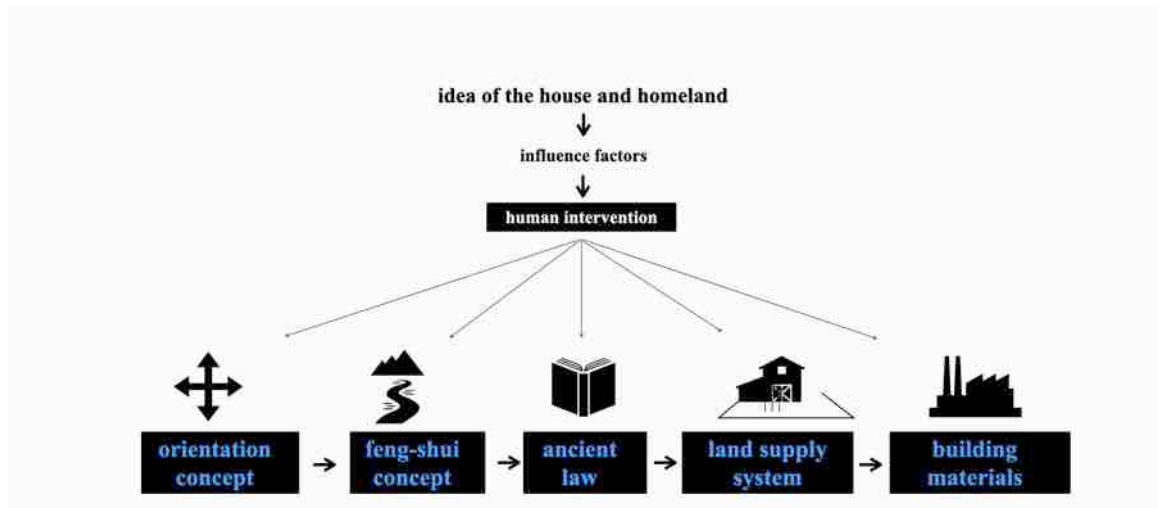 idea of the house and homeland
influence factors
human intervention
orientation
concept
feng-shui
concept
ancient
law
land supply
system
building
materials